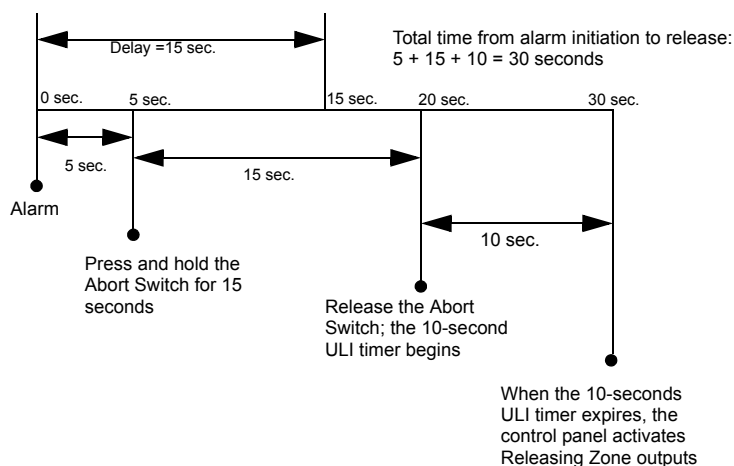 Delay =15 sec.
Total time from alarm initiation to release:
5 + 15 + 10 = 30 seconds
0 sec.
5 sec.
15 sec.
20 sec.
30 sec.
5 sec.
15 sec.
10 sec.
Alarm
Press and hold the
Abort Switch for 15
seconds
Release the Abort
Switch; the 10-second
ULI timer begins
When the 10-seconds
ULI timer expires, the
control panel activates
Releasing Zone outputs